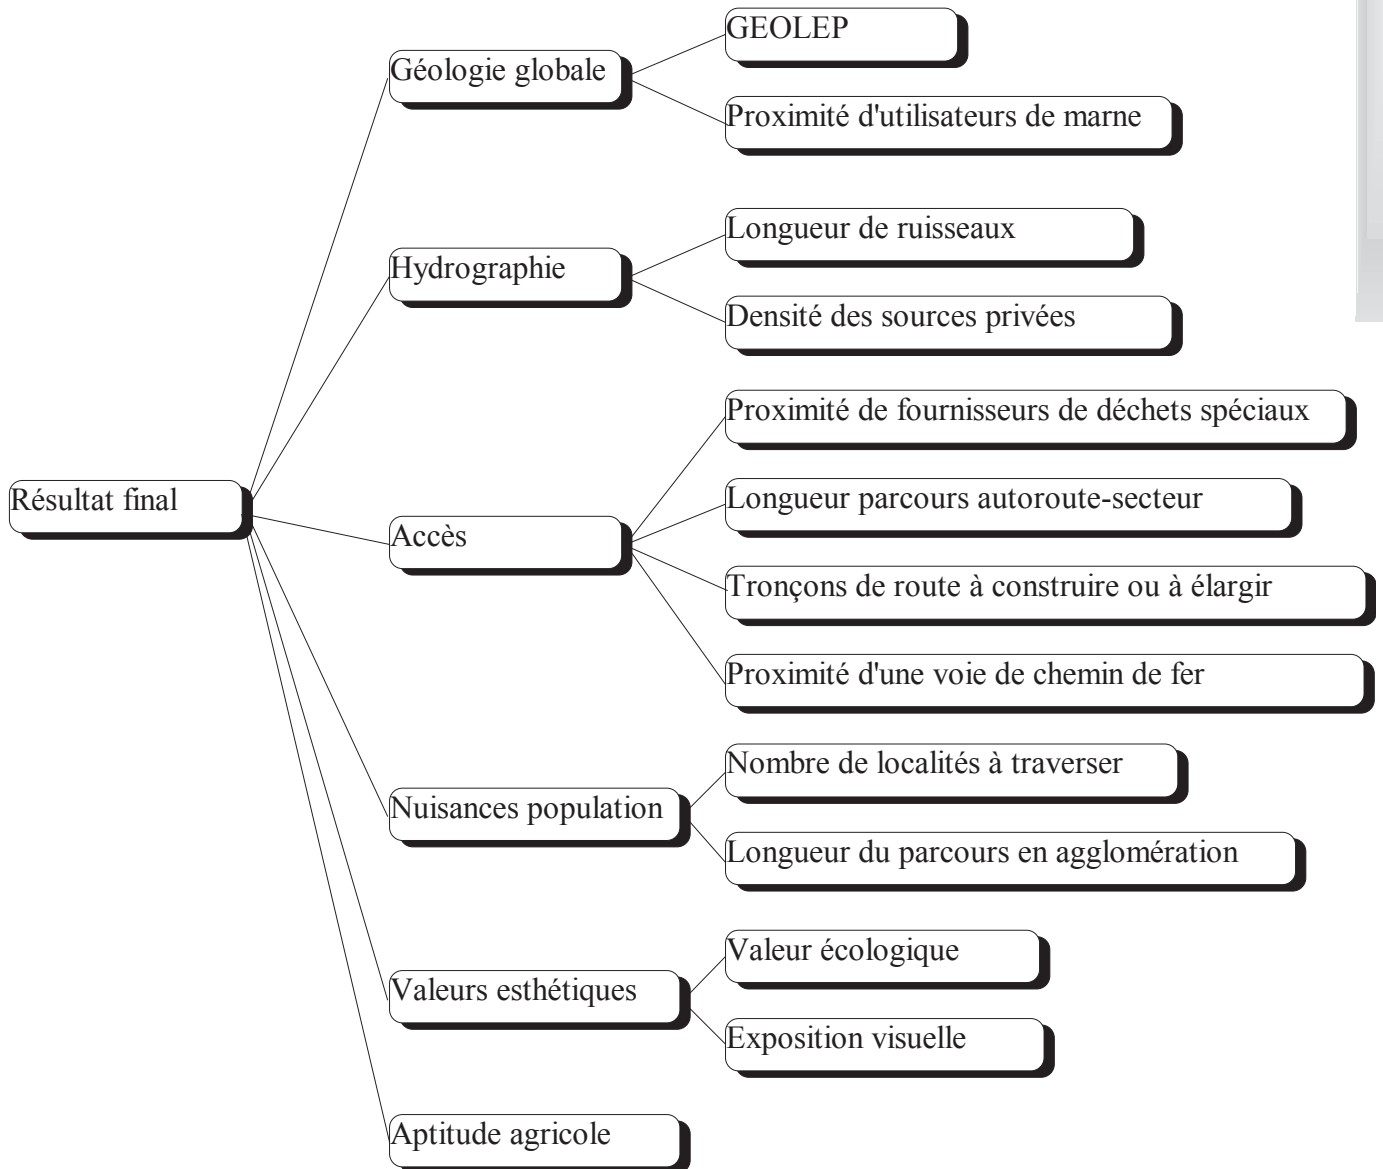 Résultat final
Géologie globale
GEOLEP
Proximité d'utilisateurs de marne
Hydrographie
Longueur de ruisseaux
Densité des sources privées
Accès
Proximité de fournisseurs de déchets spéciaux
Longueur parcours autoroute-secteur
Tronçons de route à construire ou à élargir
Proximité d'une voie de chemin de fer
Nuisances population
Nombre de localités à traverser
Longueur du parcours en agglomération
Valeurs esthétiques
Valeur écologique
Exposition visuelle
Aptitude agricole